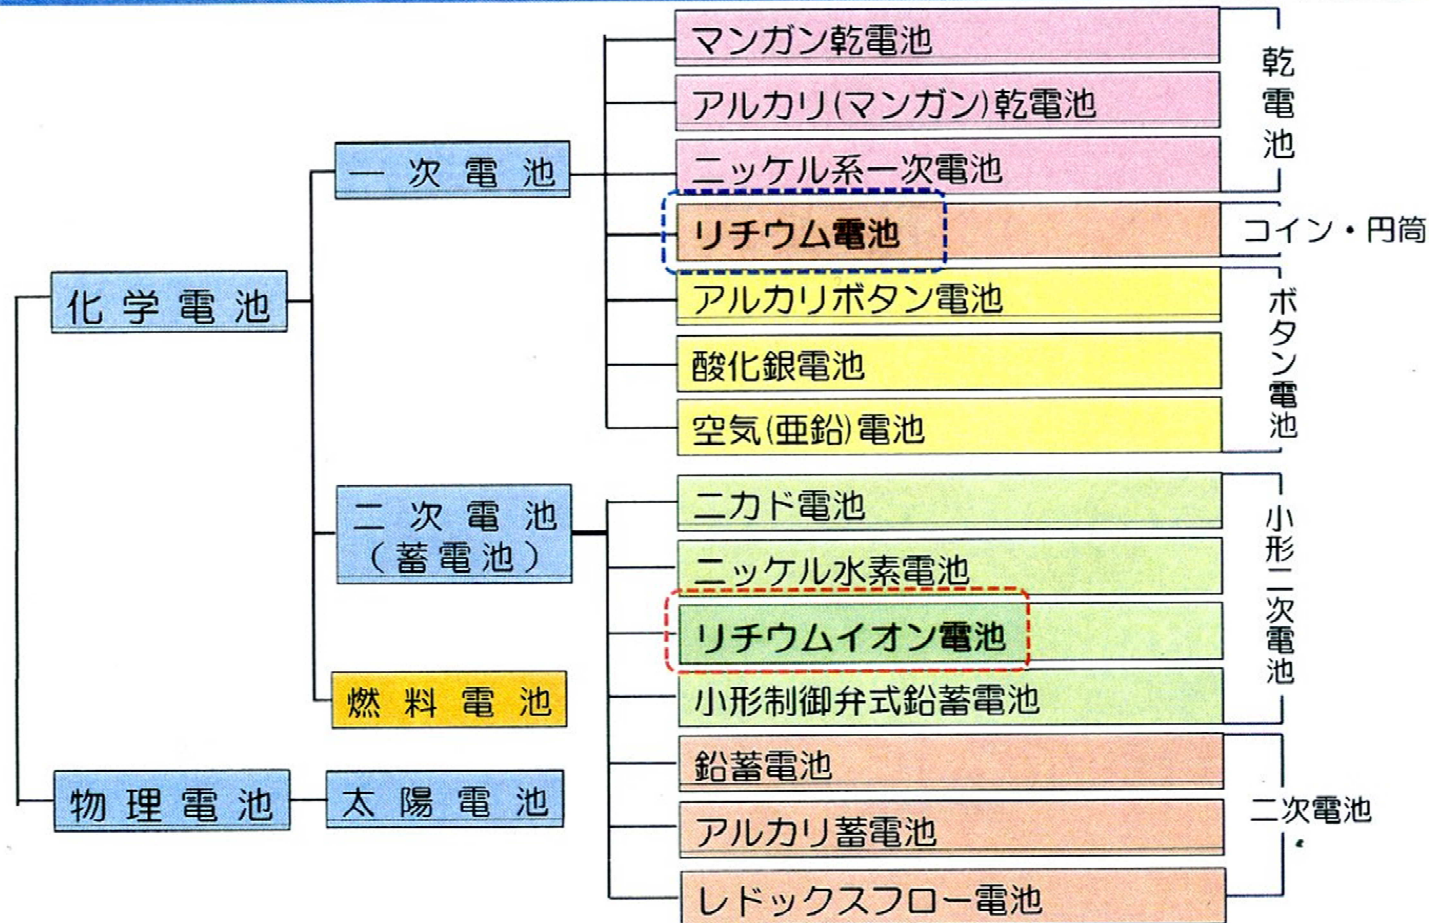 マンガン乾電池
アルカリ(マンガン)乾電池
ニッケル系一次電池
乾電池
リチウム電池
コイン・円筒
アルカリボタン電池
酸化銀電池
空気(亜鉛)電池
ボタン電池
一次電池
化学電池
二次電池
(蓄電池)
ニカド電池
ニッケル水素電池
リチウムイオン電池
小形制御弁式鉛蓄電池
小形二次電池
燃料電池
鉛蓄電池
アルカリ蓄電池
レドックスフロー電池
二次電池
物理電池
太陽電池